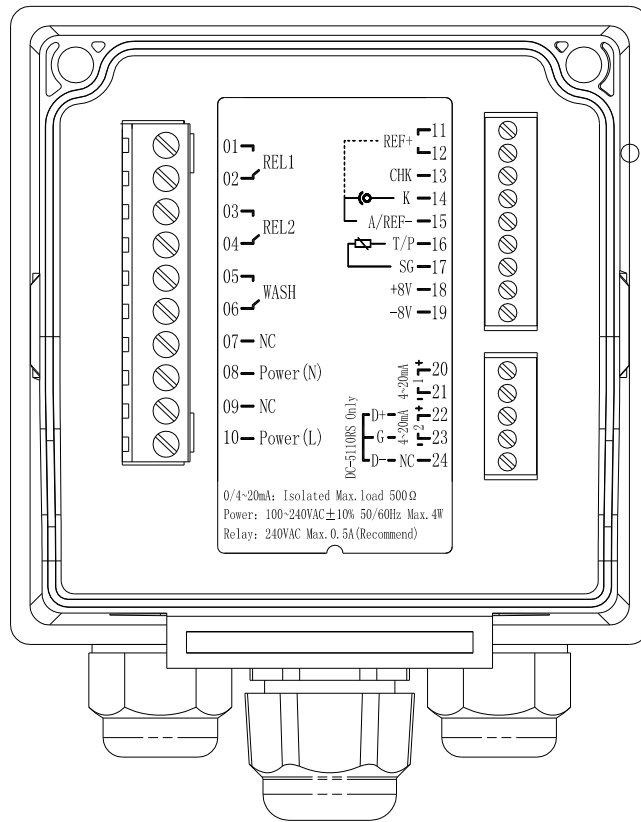 01
REL1
02
03
REL2
04
05
WASH
06
07 NC
08 Power(N)
09 NC
10 Power(L)
REF+ 11
12
CHK 13
K 14
A/REF- 15
T/P 16
SG 17
+8V 18
-8V 19
4~20mA 1 + 20
- 21
DC-5110RS Only
D+ 4~20mA 2 + 22
G - 23
D- NC 24
0/4~20mA: Isolated Max. load 500Ω
Power: 100~240VAC±10% 50/60Hz Max. 4W
Relay: 240VAC Max. 0.5A(Recommend)